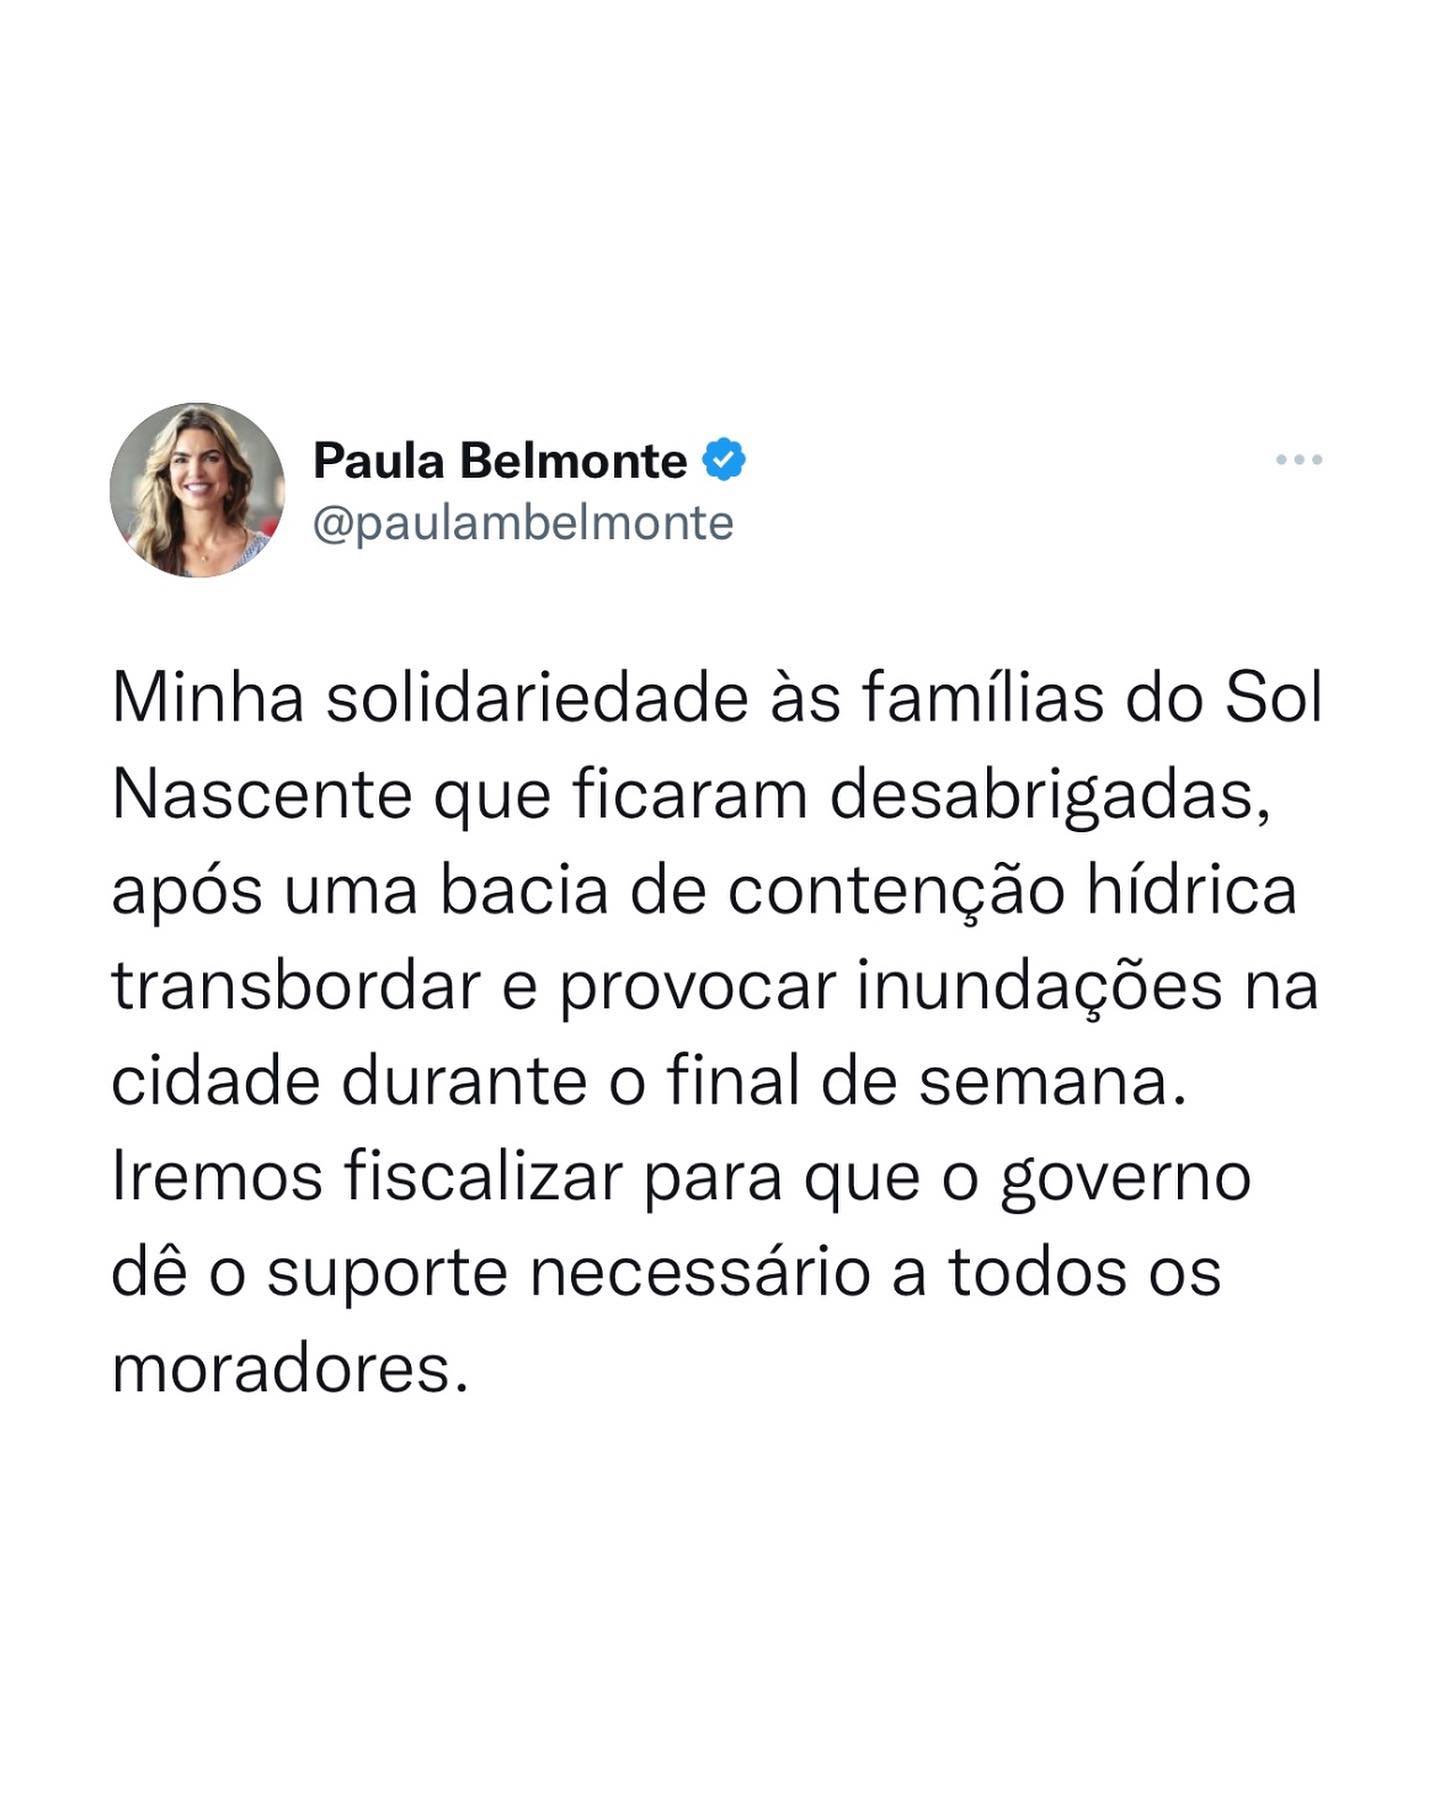 Paula Belmonte
@paulambelmonte
Minha solidariedade às famílias do Sol
Nascente que ficaram desabrigadas,
após uma bacia de contenção hídrica
transbordar e provocar inundações na
cidade durante o final de semana.
Iremos fiscalizar para que o governo
dê o suporte necessário a todos os
moradores.